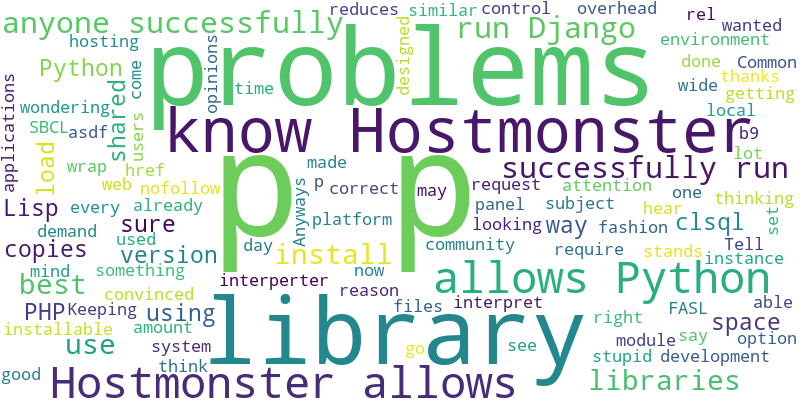 reduces similar control overhead rel
anyone successfully problems designed run Django wanted
hosting opinions environment
Python come time Common done thanks
applications wondering shared users know Hostmonster wide getting
SBCL asdf local b9
load wrap href p p successfully run lot
web nofollow made p correct may request attention one thinking
Lisp every already Anyways panel subject hear set
demand sure used platform looking way fashion clsql
copies version day install community require stands Tell
mind something now allows Python instance
best interperter reason
PHP Keeping convinced using library files interpret FASL space able
installable amount right module say option
use system go see stupid development
good think Hostmonster allows libraries